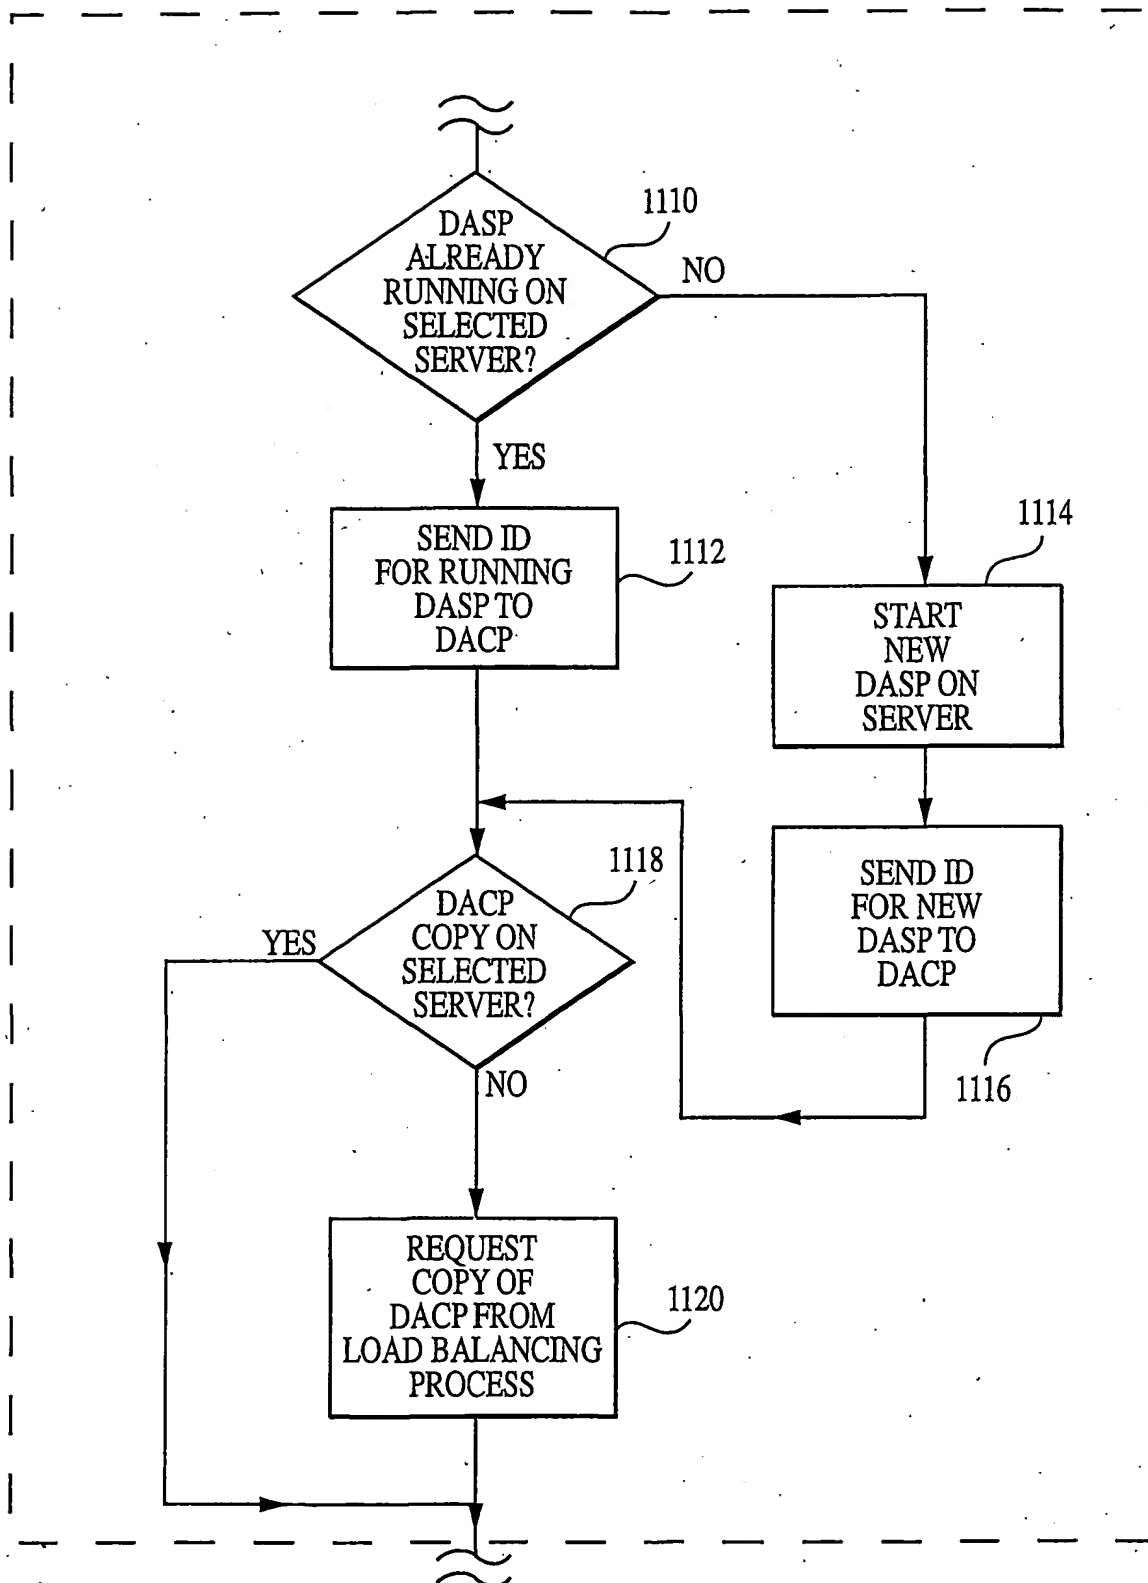 1110
DASP
ALREADY
RUNNING ON
SELECTED
SERVER?
NO
YES
SEND ID
FOR RUNNING
DASP TO
DACP
1112
1114
START
NEW
DASP ON
SERVER
1118
DACP
COPY ON
SELECTED
SERVER?
YES
NO
SEND ID
FOR NEW
DASP TO
DACP
1116
REQUEST
COPY OF
DACP FROM
LOAD BALANCING
PROCESS
1120